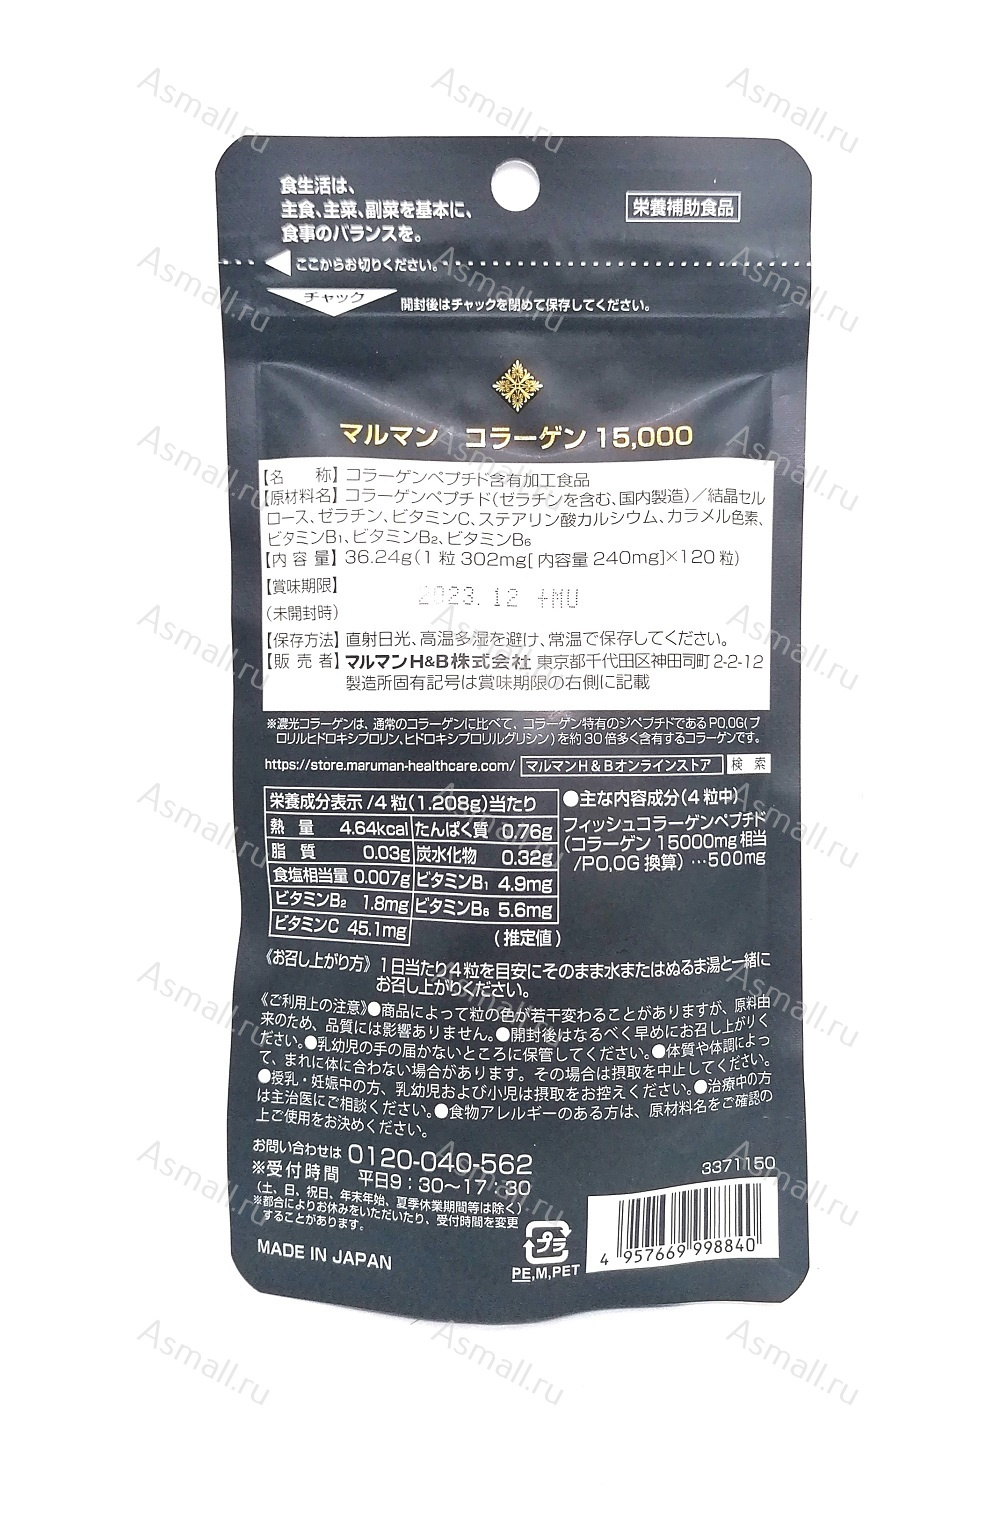 食生活は、
主食、主菜、副菜を基本に、
食事のバランスを。
栄養補助食品
ここからお切りください。
チャック
開封後はチャックを閉めて保存してください。
マルマン コラーゲン 15,000
【名 称】コラーゲンペプチド含有加工食品
【原材料名】コラーゲンペプチド(ゼラチンを含む、国内製造)/結晶セル
ロース、ゼラチン、ビタミンC、ステアリン酸カルシウム、カラメル色素、
ビタミンB₁、ビタミンB₂、ビタミンB₆
【内 容 量】36.24g(1粒 302mg[内容量 240mg]×120粒)
【賞味期限】
2023. 12 +MU
(未開封時)
【保存方法】直射日光、高温多湿を避け、常温で保存してください。
【販 売 者】マルマンH&B株式会社 東京都千代田区神田司町2-2-12
製造所固有記号は賞味期限の右側に記載
※濃光コラーゲンは、通常のコラーゲンに比べて、コラーゲン特有のジペプチドであるPO,OG(プ
ロリルヒドロキシプロリン、ヒドロキシプロリルグリシン)を約30倍多く含有するコラーゲンです。
https://store.maruman-healthcare.com/ マルマンH&Bオンラインストア 検 索
栄養成分表示/4粒(1.208g)当たり
熱 量 4.64kcal たんぱく質 0.76g
脂 質 0.03g 炭水化物 0.32g
食塩相当量 0.007g ビタミンB₁ 4.9mg
ビタミンB₂ 1.8mg ビタミンB₆ 5.6mg
ビタミンC 45.1mg
(推定値)
●主な内容成分(4粒中)
フィッシュコラーゲンペプチド
(コラーゲン 15000mg相当
/PO,OG換算)…500mg
《お召し上がり方》1日当たり4粒を目安にそのまま水またはぬるま湯と一緒に
お召し上がりください。
《ご利用上の注意》●商品によって粒の色が若干変わることがありますが、原料由
来のため、品質には影響ありません。●開封後はなるべく早めにお召し上がりく
ださい。●乳幼児の手の届かないところに保管してください。●体質や体調によっ
て、まれに体に合わない場合があります。その場合は摂取を中止してください。
●授乳・妊娠中の方、乳幼児および小児は摂取をお控えください。●治療中の方
は主治医にご相談ください。●食物アレルギーのある方は、原材料名をご確認の
上ご使用をお決めください。
お問い合わせは 0120-040-562
※受付時間 平日9:30〜17:30
(土、日、祝日、年末年始、夏季休業期間等は除く)
※都合によりお休みをいただいたり、受付時間を変更
することがあります。
MADE IN JAPAN
プラ
PE,M,PET
3371150
4 957669 998840
Asmall.ru